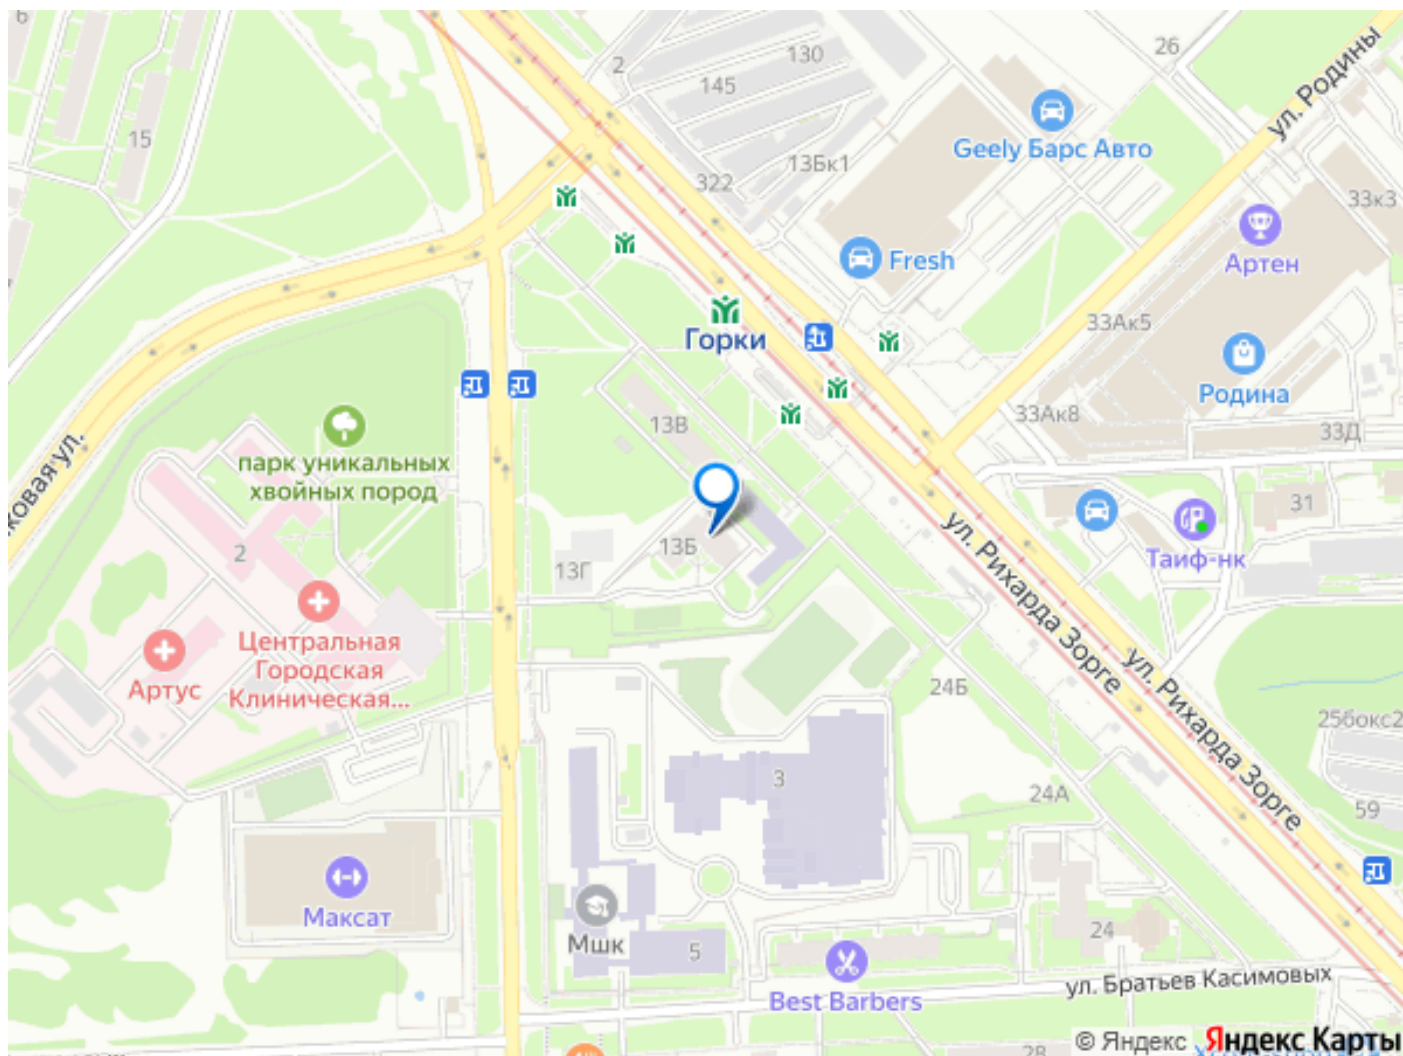 6
2
130
26
ул. Родины
145
15
Geely Барс Авто
13Бк1
322
33к3
Fresh
Артен
Горки
33Ак5
Родина
33Ак8
13В
33Д
парк уникальных
хвойных пород
ковая ул.
31
2
13Б
Таиф-нк
13Г
ул. Рихарда Зорге
Центральная
Городская
Клиническая...
Артус
24Б
ул. Рихарда Зорге
25бокс2
3
24А
59
Максат
Мшк
5
24
Best Barbers
ул. Братьев Касимовых
28
© Яндекс Яндекс Карты